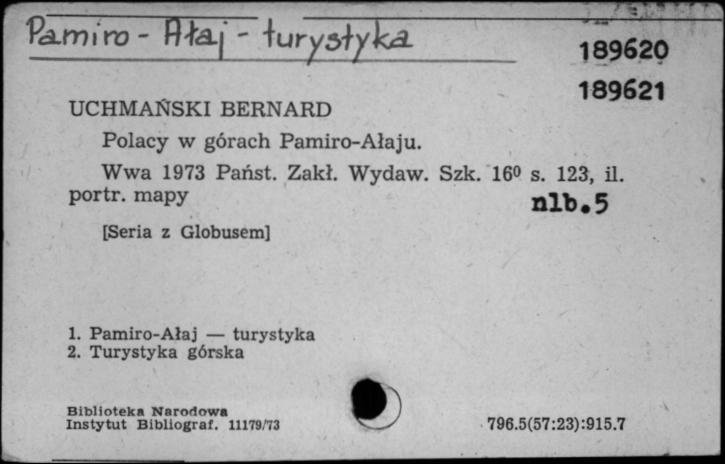 Pamiro - Ałaj - turystyka
189620
189621
UCHMAŃSKI BERNARD
Polacy w górach Pamiro-Ałaju.
Wwa 1973 Państ. Zakł. Wydaw. Szk. 16⁰ s. 123, il.
portr. mapy
nlb.5
[Seria z Globusem]
1. Pamiro-Ałaj — turystyka
2. Turystyka górska
Biblioteka Narodowa
Instytut Bibliograf. 11179/73
796.5(57:23):915.7